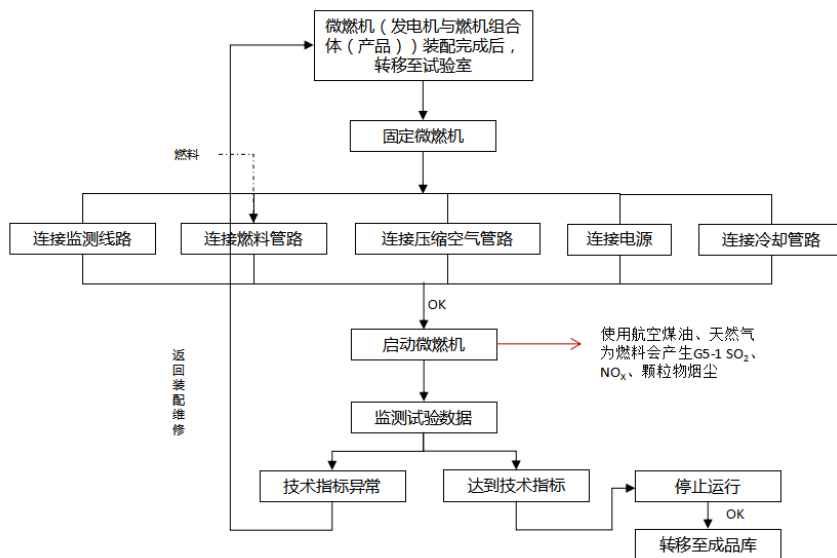 微燃机（发电机与燃机组合
体（产品））装配完成后，
转移至试验室
固定微燃机
燃料
连接监测线路
连接燃料管路
连接压缩空气管路
连接电源
连接冷却管路
OK
启动微燃机
使用航空煤油、天然气
为燃料会产生G5-1 SO₂、
NOₓ、颗粒物烟尘
返回装配维修
监测试验数据
技术指标异常
达到技术指标
停止运行
OK
转移至成品库